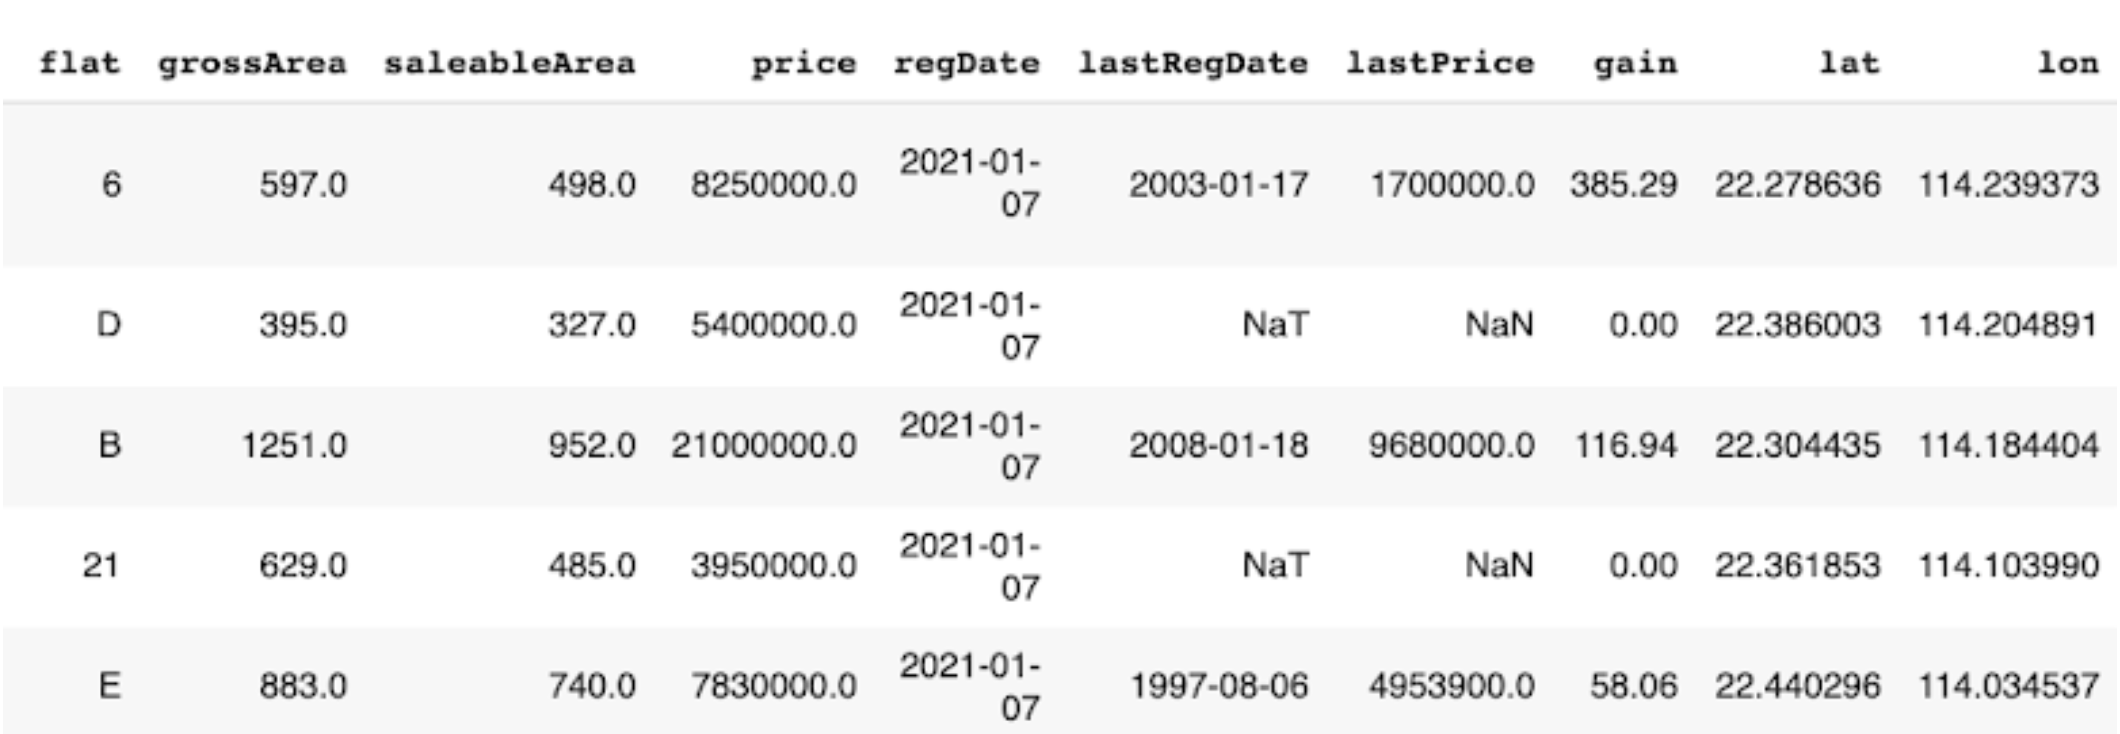 flat grossArea saleableArea price regDate lastRegDate lastPrice gain lat lon
6 597.0 498.0 8250000.0 2021-01-07 2003-01-17 1700000.0 385.29 22.278636 114.239373
D 395.0 327.0 5400000.0 2021-01-07 NaT NaN 0.00 22.386003 114.204891
B 1251.0 952.0 21000000.0 2021-01-07 2008-01-18 9680000.0 116.94 22.304435 114.184404
21 629.0 485.0 3950000.0 2021-01-07 NaT NaN 0.00 22.361853 114.103990
E 883.0 740.0 7830000.0 2021-01-07 1997-08-06 4953900.0 58.06 22.440296 114.034537